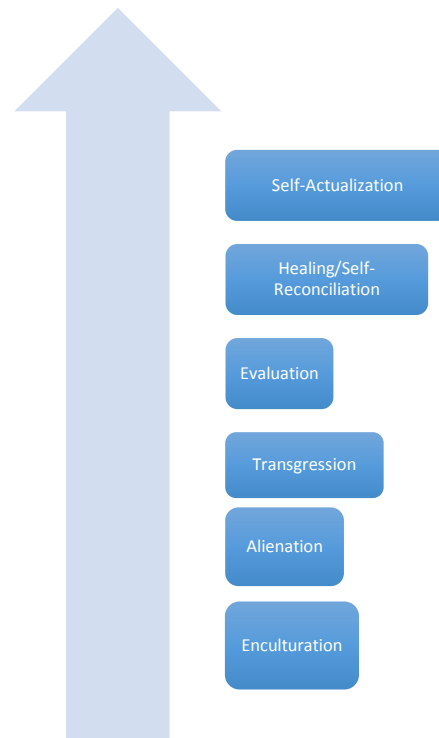 Self-Actualization
Healing/Self-
Reconciliation
Evaluation
Transgression
Alienation
Enculturation